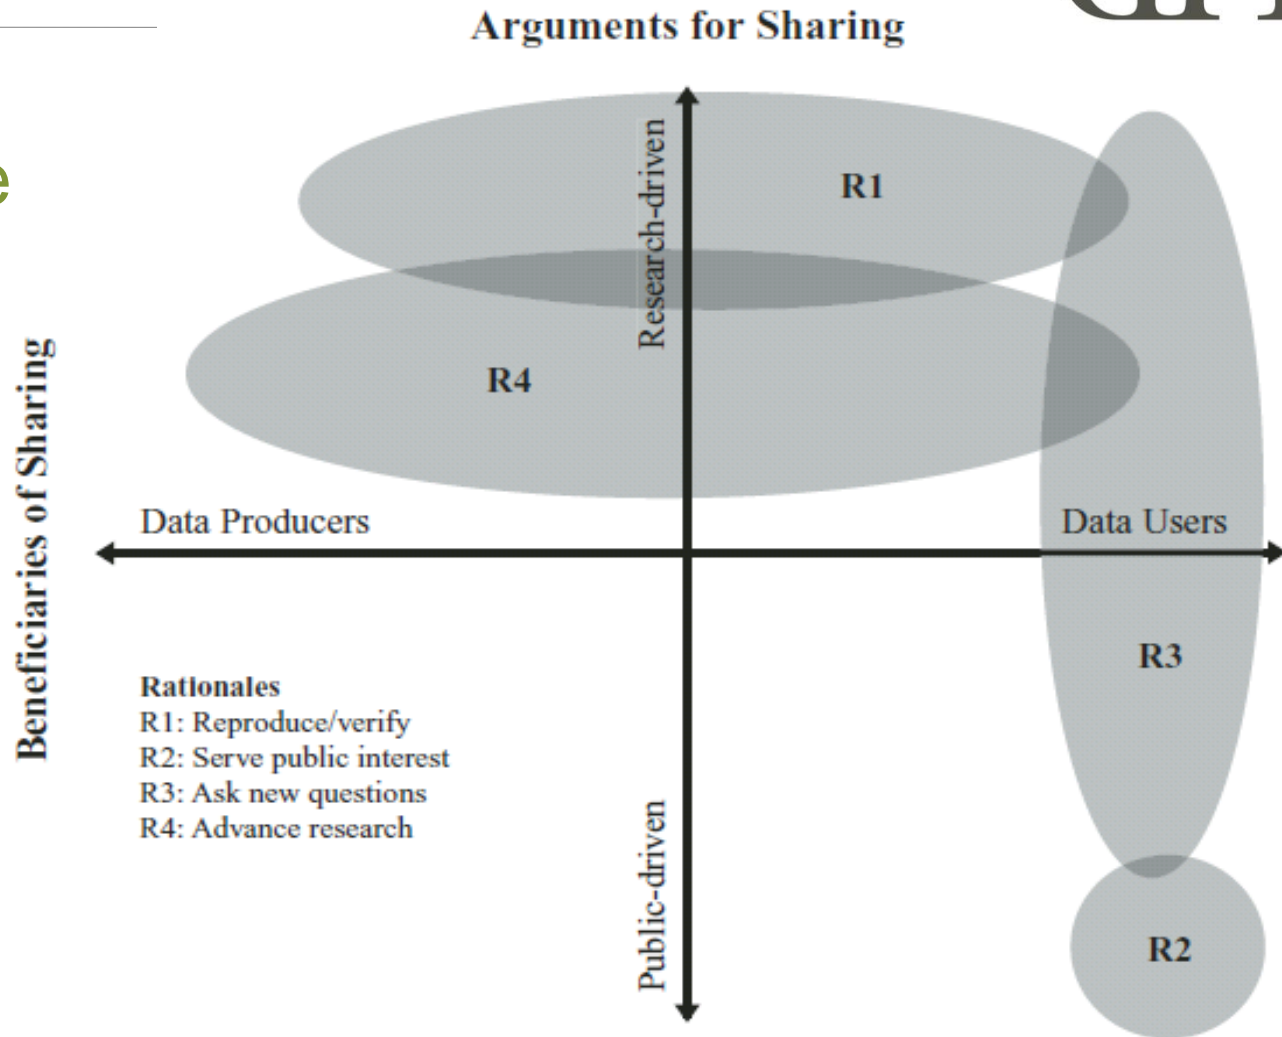 Arguments for Sharing
Research-driven
R1
R4
Beneficiaries of Sharing
Data Producers
Data Users
R3
Rationales
R1: Reproduce/verify
R2: Serve public interest
R3: Ask new questions
R4: Advance research
Public-driven
R2